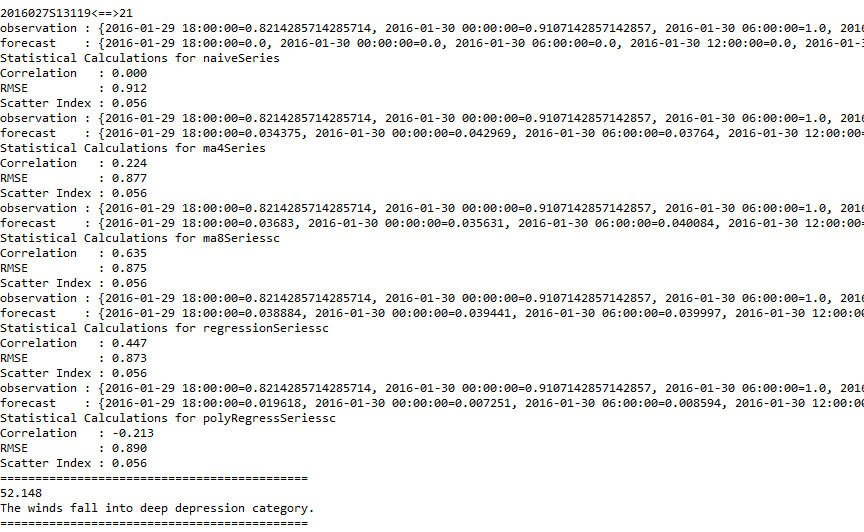 2016027S13119<==>21
observation : {2016-01-29 18:00:00=0.8214285714285714, 2016-01-30 00:00:00=0.9107142857142857, 2016-01-30 06:00:00=1.0, 2016
forecast    : {2016-01-29 18:00:00=0.0, 2016-01-30 00:00:00=0.0, 2016-01-30 06:00:00=0.0, 2016-01-30 12:00:00=0.0, 2016-01-3
Statistical Calculations for naiveSeries
Correlation   : 0.000
RMSE          : 0.912
Scatter Index : 0.056
observation : {2016-01-29 18:00:00=0.8214285714285714, 2016-01-30 00:00:00=0.9107142857142857, 2016-01-30 06:00:00=1.0, 2016
forecast    : {2016-01-29 18:00:00=0.034375, 2016-01-30 00:00:00=0.042969, 2016-01-30 06:00:00=0.03764, 2016-01-30 12:00:00=
Statistical Calculations for ma4Series
Correlation   : 0.224
RMSE          : 0.877
Scatter Index : 0.056
observation : {2016-01-29 18:00:00=0.8214285714285714, 2016-01-30 00:00:00=0.9107142857142857, 2016-01-30 06:00:00=1.0, 2016
forecast    : {2016-01-29 18:00:00=0.03683, 2016-01-30 00:00:00=0.035631, 2016-01-30 06:00:00=0.040084, 2016-01-30 12:00:00=
Statistical Calculations for ma8Seriessc
Correlation   : 0.635
RMSE          : 0.875
Scatter Index : 0.056
observation : {2016-01-29 18:00:00=0.8214285714285714, 2016-01-30 00:00:00=0.9107142857142857, 2016-01-30 06:00:00=1.0, 2016
forecast    : {2016-01-29 18:00:00=0.038884, 2016-01-30 00:00:00=0.039441, 2016-01-30 06:00:00=0.039997, 2016-01-30 12:00:00
Statistical Calculations for regressionSeriessc
Correlation   : 0.447
RMSE          : 0.873
Scatter Index : 0.056
observation : {2016-01-29 18:00:00=0.8214285714285714, 2016-01-30 00:00:00=0.9107142857142857, 2016-01-30 06:00:00=1.0, 2016
forecast    : {2016-01-29 18:00:00=0.019618, 2016-01-30 00:00:00=0.007251, 2016-01-30 06:00:00=0.008594, 2016-01-30 12:00:00
Statistical Calculations for polyRegressSeriessc
Correlation   : -0.213
RMSE          : 0.890
Scatter Index : 0.056
============================================
52.148
The winds fall into deep depression category.
============================================